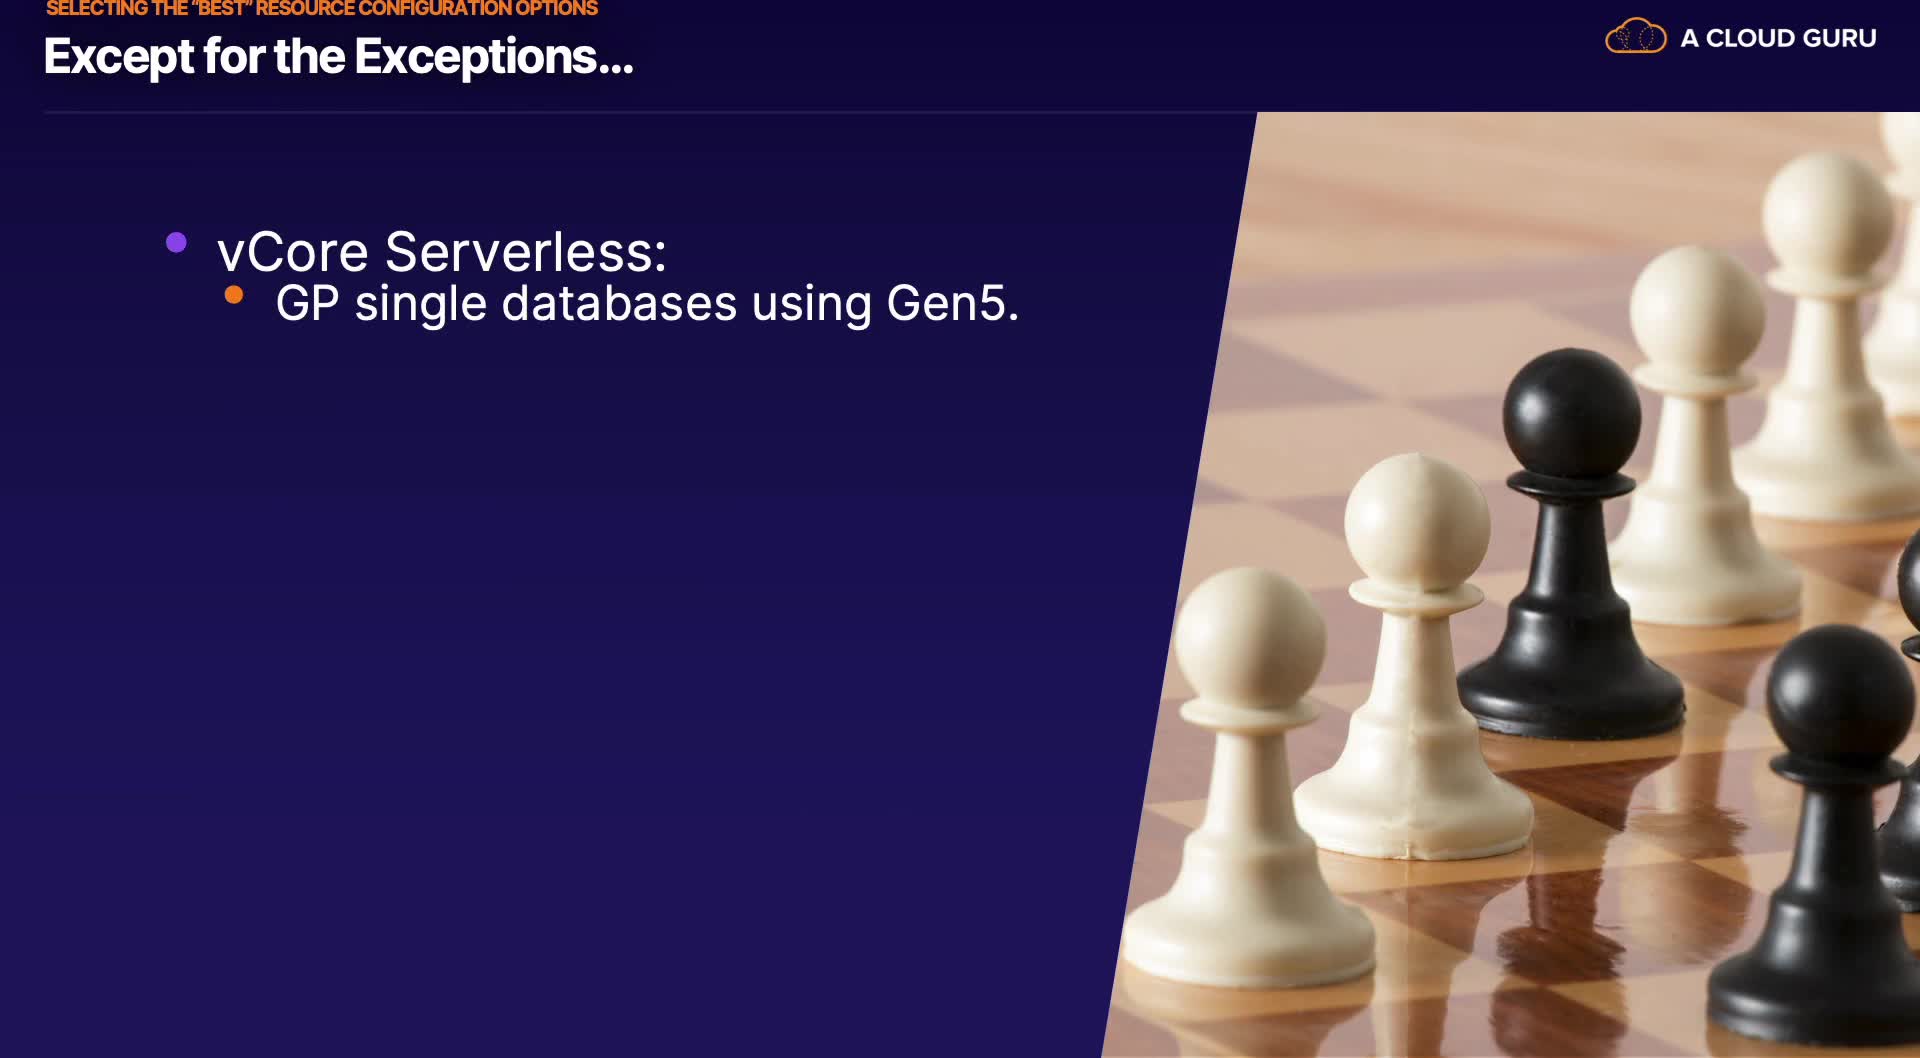 SELECTING THE “BEST” RESOURCE CONFIGURATION OPTIONS
Except for the Exceptions...
A CLOUD GURU
vCore Serverless:
GP single databases using Gen5.